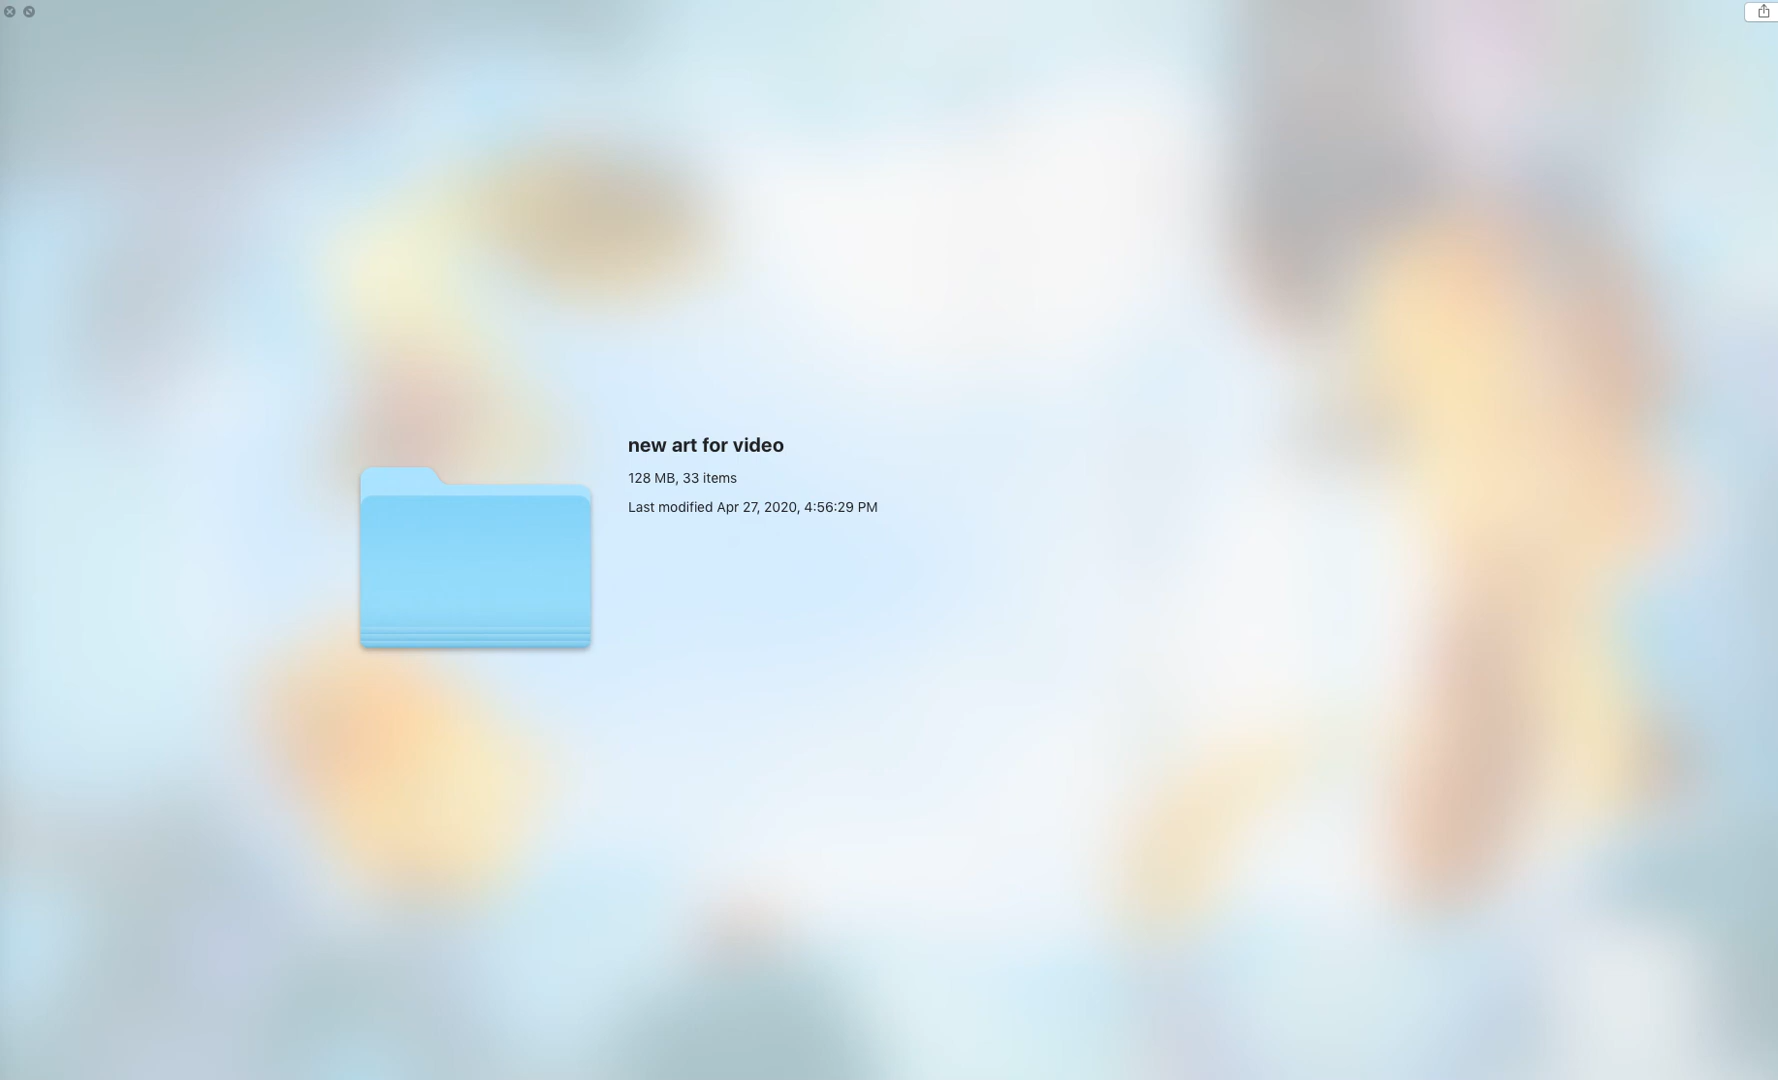 new art for video
128 MB, 33 items
Last modified Apr 27, 2020, 4:56:29 PM